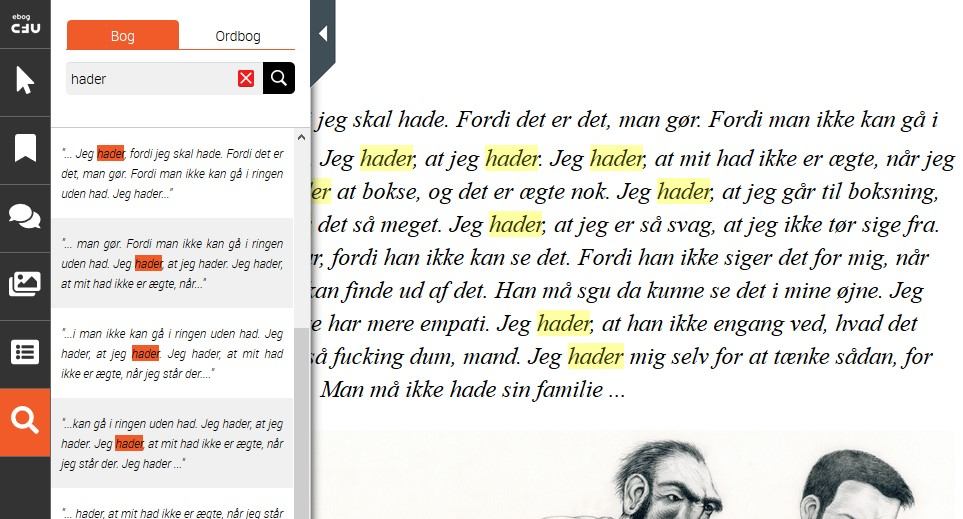 ebog
CFU
Bog
Ordbog
hader
"... Jeg hader, fordi jeg skal hade. Fordi det er
det, man gør. Fordi man ikke kan gå i ringen
uden had. Jeg hader..."
"... man gør. Fordi man ikke kan gå i ringen
uden had. Jeg hader, at jeg hader. Jeg hader,
at mit had ikke er ægte, når..."
"...i man ikke kan gå i ringen uden had. Jeg
hader, at jeg hader. Jeg hader, at mit had
ikke er ægte, når jeg står der...."
"...kan gå i ringen uden had. Jeg hader, at jeg
hader. Jeg hader, at mit had ikke er ægte, når
jeg står der. Jeg hader ..."
"... hader, at mit had ikke er ægte, når jeg står
jeg skal hade. Fordi det er det, man gør. Fordi man ikke kan gå i
Jeg hader, at jeg hader. Jeg hader, at mit had ikke er ægte, når jeg
er at bokse, og det er ægte nok. Jeg hader, at jeg går til boksning,
det så meget. Jeg hader, at jeg er så svag, at jeg ikke tør sige fra.
r, fordi han ikke kan se det. Fordi han ikke siger det for mig, når
kan finde ud af det. Han må sgu da kunne se det i mine øjne. Jeg
e har mere empati. Jeg hader, at han ikke engang ved, hvad det
så fucking dum, mand. Jeg hader mig selv for at tænke sådan, for
Man må ikke hade sin familie ...